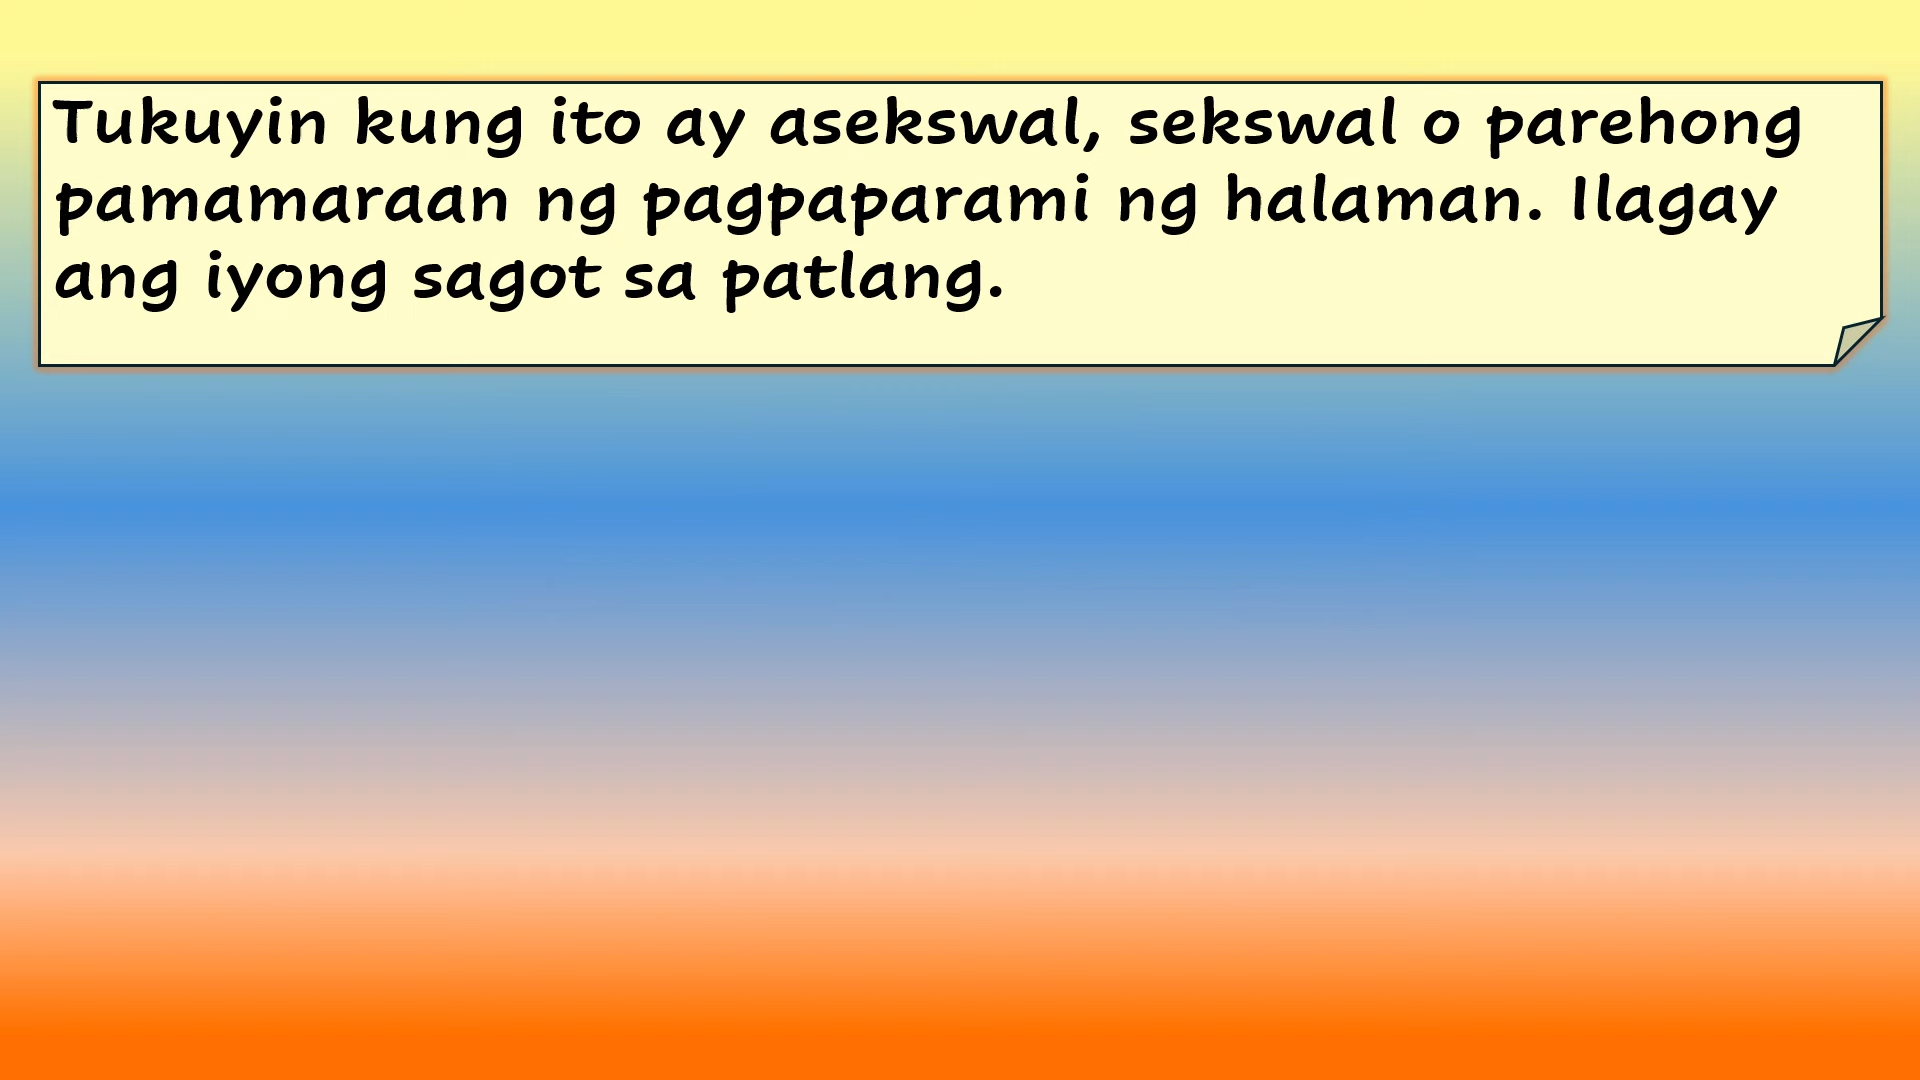 Tukuyin kung ito ay asekswal, sekswal o parehong
pamamaraan ng pagpaparami ng halaman. Ilagay
ang iyong sagot sa patlang.